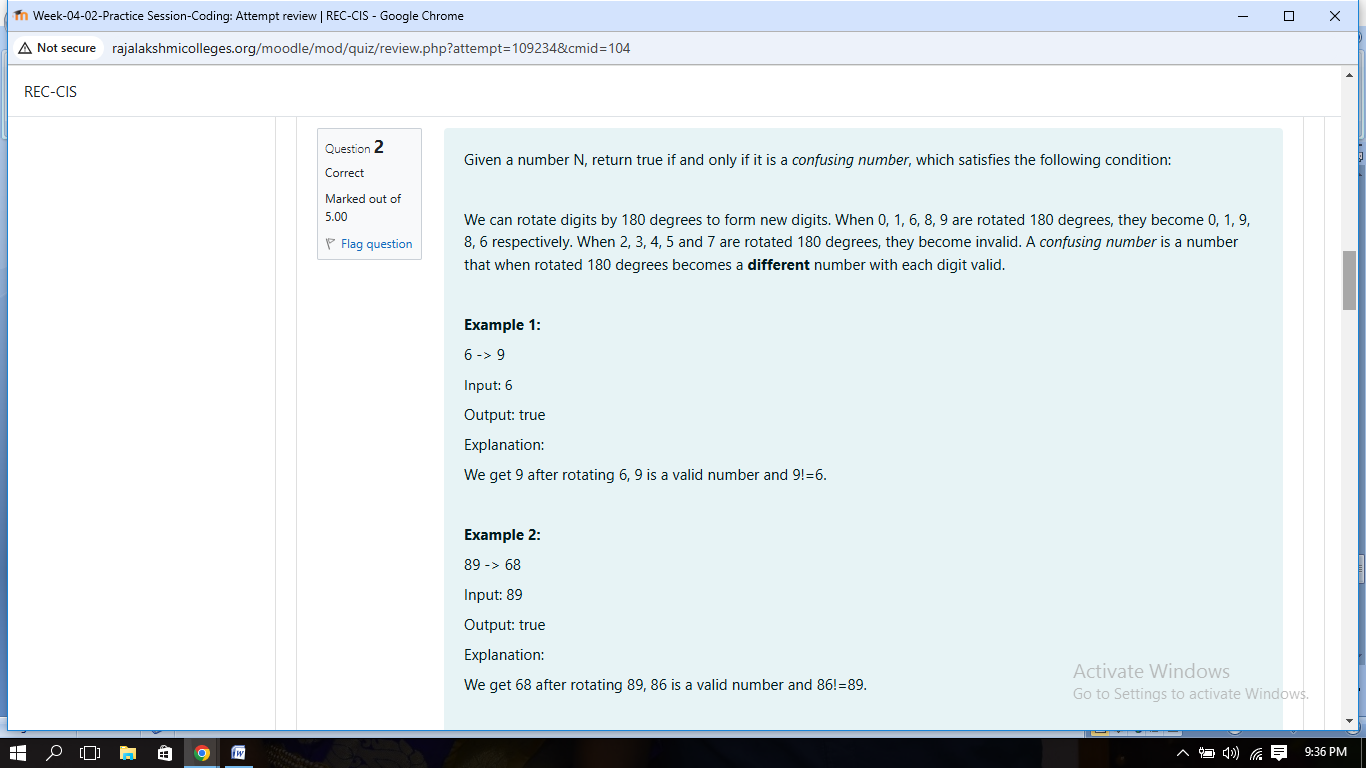 Week-04-02-Practice Session-Coding: Attempt review | REC-CIS - Google Chrome
Not secure rajalakshmicolleges.org/moodle/mod/quiz/review.php?attempt=109234&cmid=104
REC-CIS
Question 2
Correct
Marked out of
5.00
Flag question
Given a number N, return true if and only if it is a confusing number, which satisfies the following condition:
We can rotate digits by 180 degrees to form new digits. When 0, 1, 6, 8, 9 are rotated 180 degrees, they become 0, 1, 9,
8, 6 respectively. When 2, 3, 4, 5 and 7 are rotated 180 degrees, they become invalid. A confusing number is a number
that when rotated 180 degrees becomes a different number with each digit valid.
Example 1:
6 -> 9
Input: 6
Output: true
Explanation:
We get 9 after rotating 6, 9 is a valid number and 9!=6.
Example 2:
89 -> 68
Input: 89
Output: true
Explanation:
We get 68 after rotating 89, 86 is a valid number and 86!=89.
Activate Windows
Go to Settings to activate Windows.
9:36 PM